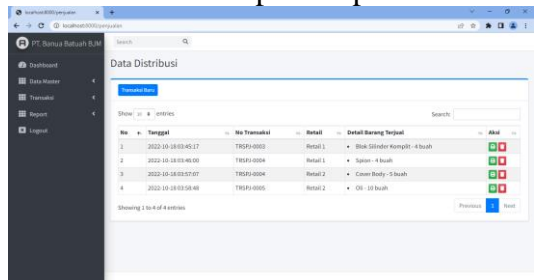 localhost:8000/penjualan
localhost:8000/penjualan
PT. Banua Batuah BJM
Search
Dashboard
Data Master
Transaksi
Report
Logout
Data Distribusi
Transaksi Baru
Show 10 entries
Search:
No Tanggal No Transaksi Retail Detail Barang Terjual Aksi
1 2022-10-18 03:45:17 TRSPJ-0003 Retail 1 • Blok Silinder Komplit - 4 buah
2 2022-10-18 03:46:00 TRSPJ-0004 Retail 1 • Spion - 4 buah
3 2022-10-18 03:57:07 TRSPJ-0004 Retail 2 • Cover Body - 5 buah
4 2022-10-18 03:58:48 TRSPJ-0005 Retail 2 • Oli - 10 buah
Showing 1 to 4 of 4 entries
Previous 1 Next